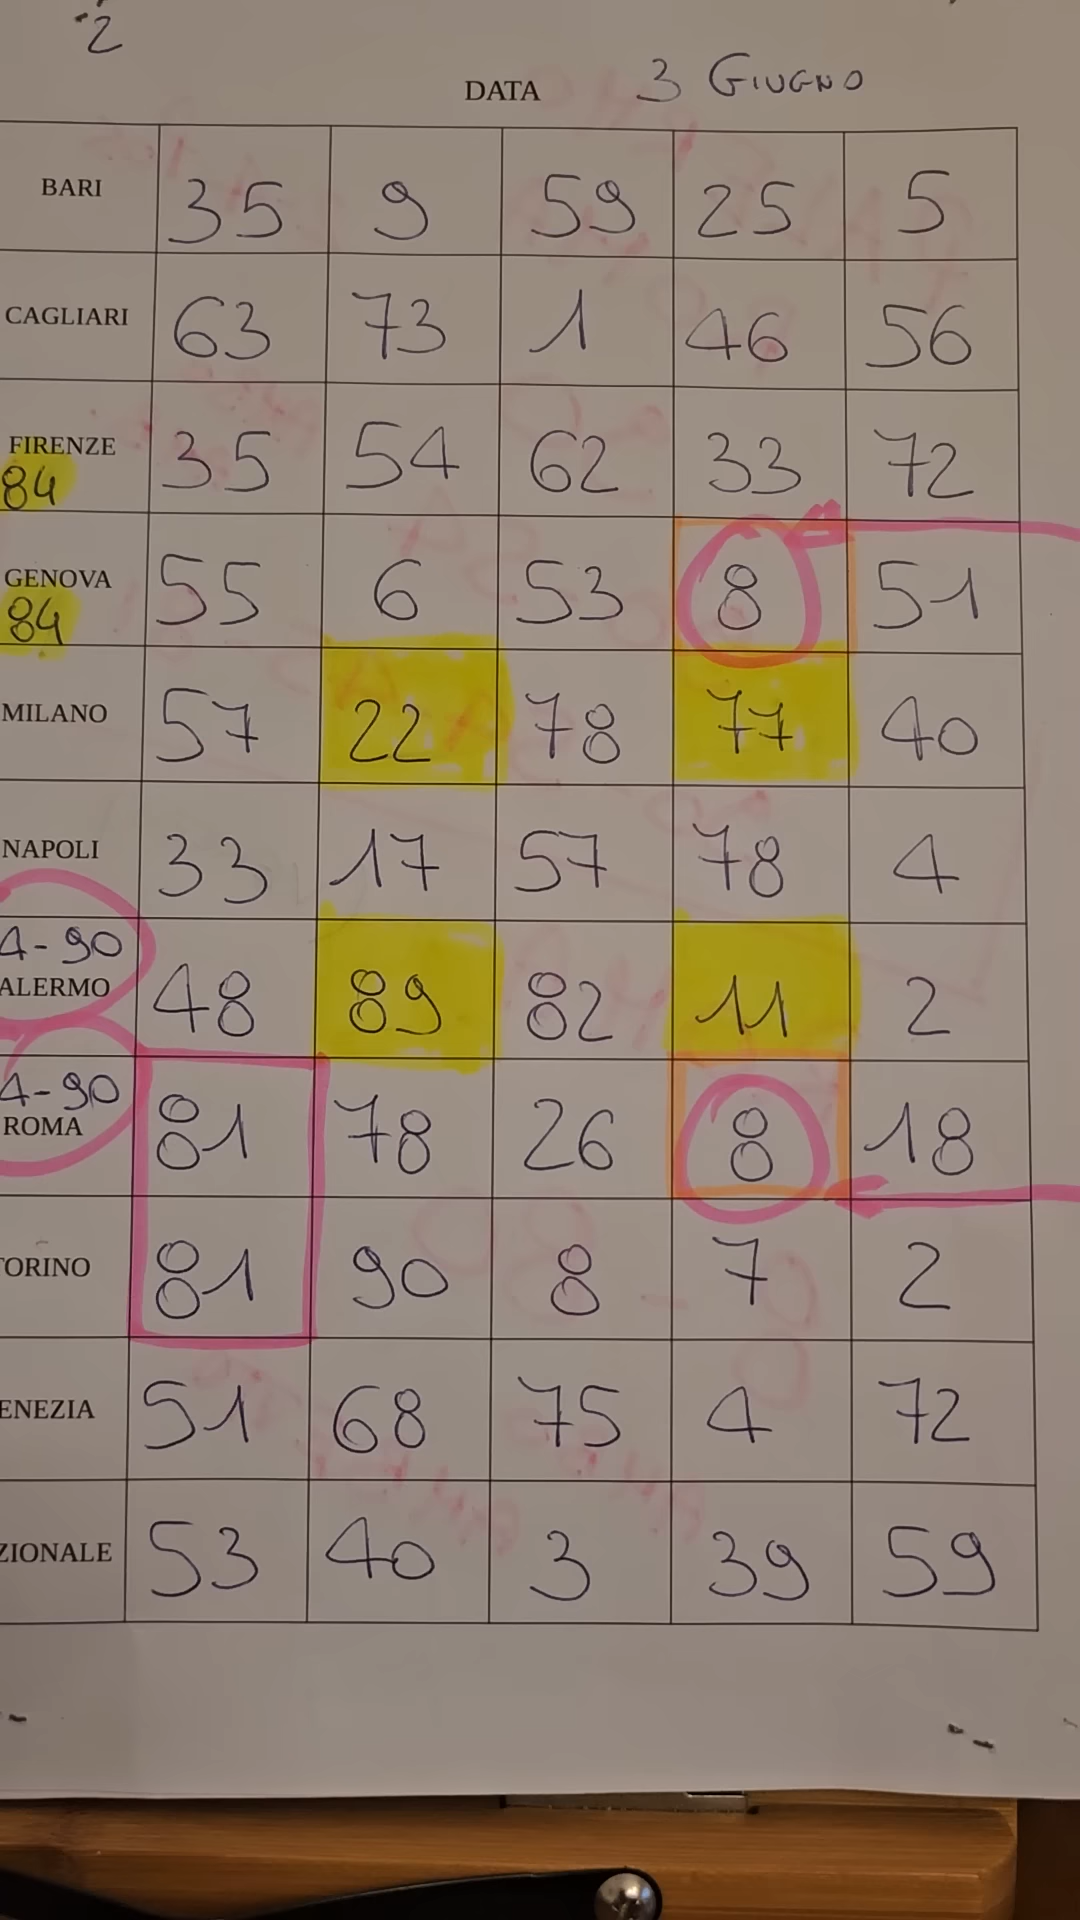 2
DATA 3 GIUGNO
BARI 35 9 59 25 5
CAGLIARI 63 73 1 46 56
FIRENZE 35 54 62 33 72
84
GENOVA 55 6 53 8 51
84
MILANO 57 22 78 77 40
NAPOLI 33 17 57 78 4
4-90
ALERMO 48 89 82 11 2
4-90
ROMA 81 78 26 8 18
TORINO 81 90 8 7 2
ENEZIA 51 68 75 4 72
ZIONALE 53 40 3 39 59